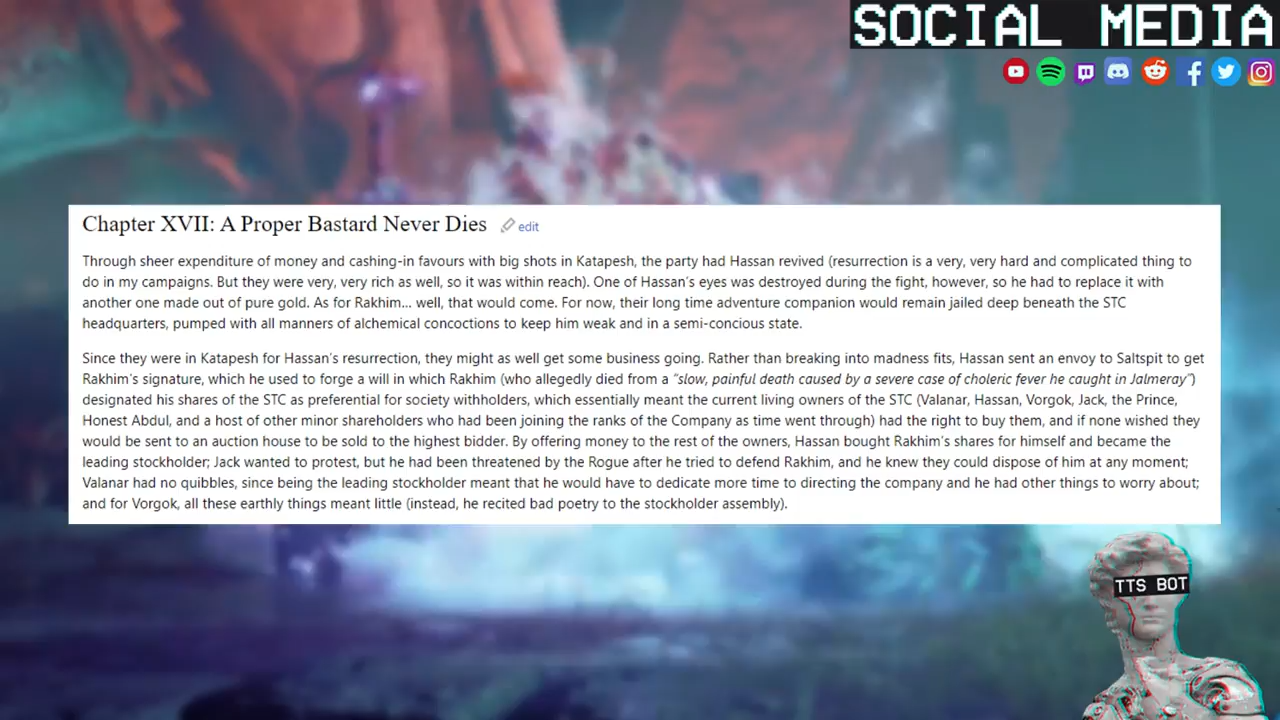 SOCIAL MEDIA
Chapter XVII: A Proper Bastard Never Dies edit
Through sheer expenditure of money and cashing-in favours with big shots in Katapesh, the party had Hassan revived (resurrection is a very, very hard and complicated thing to
do in my campaigns. But they were very, very rich as well, so it was within reach). One of Hassan's eyes was destroyed during the fight, however, so he had to replace it with
another one made out of pure gold. As for Rakhim... well, that would come. For now, their long time adventure companion would remain jailed deep beneath the STC
headquarters, pumped with all manners of alchemical concoctions to keep him weak and in a semi-concious state.
Since they were in Katapesh for Hassan's resurrection, they might as well get some business going. Rather than breaking into madness fits, Hassan sent an envoy to Saltspit to get
Rakhim's signature, which he used to forge a will in which Rakhim (who allegedly died from a "slow, painful death caused by a severe case of choleric fever he caught in Jalmeray")
designated his shares of the STC as preferential for society withholders, which essentially meant the current living owners of the STC (Valanar, Hassan, Vorgok, Jack, the Prince,
Honest Abdul, and a host of other minor shareholders who had been joining the ranks of the Company as time went through) had the right to buy them, and if none wished they
would be sent to an auction house to be sold to the highest bidder. By offering money to the rest of the owners, Hassan bought Rakhim's shares for himself and became the
leading stockholder; Jack wanted to protest, but he had been threatened by the Rogue after he tried to defend Rakhim, and he knew they could dispose of him at any moment;
Valanar had no quibbles, since being the leading stockholder meant that he would have to dedicate more time to directing the company and he had other things to worry about;
and for Vorgok, all these earthly things meant little (instead, he recited bad poetry to the stockholder assembly).
TTS BOT